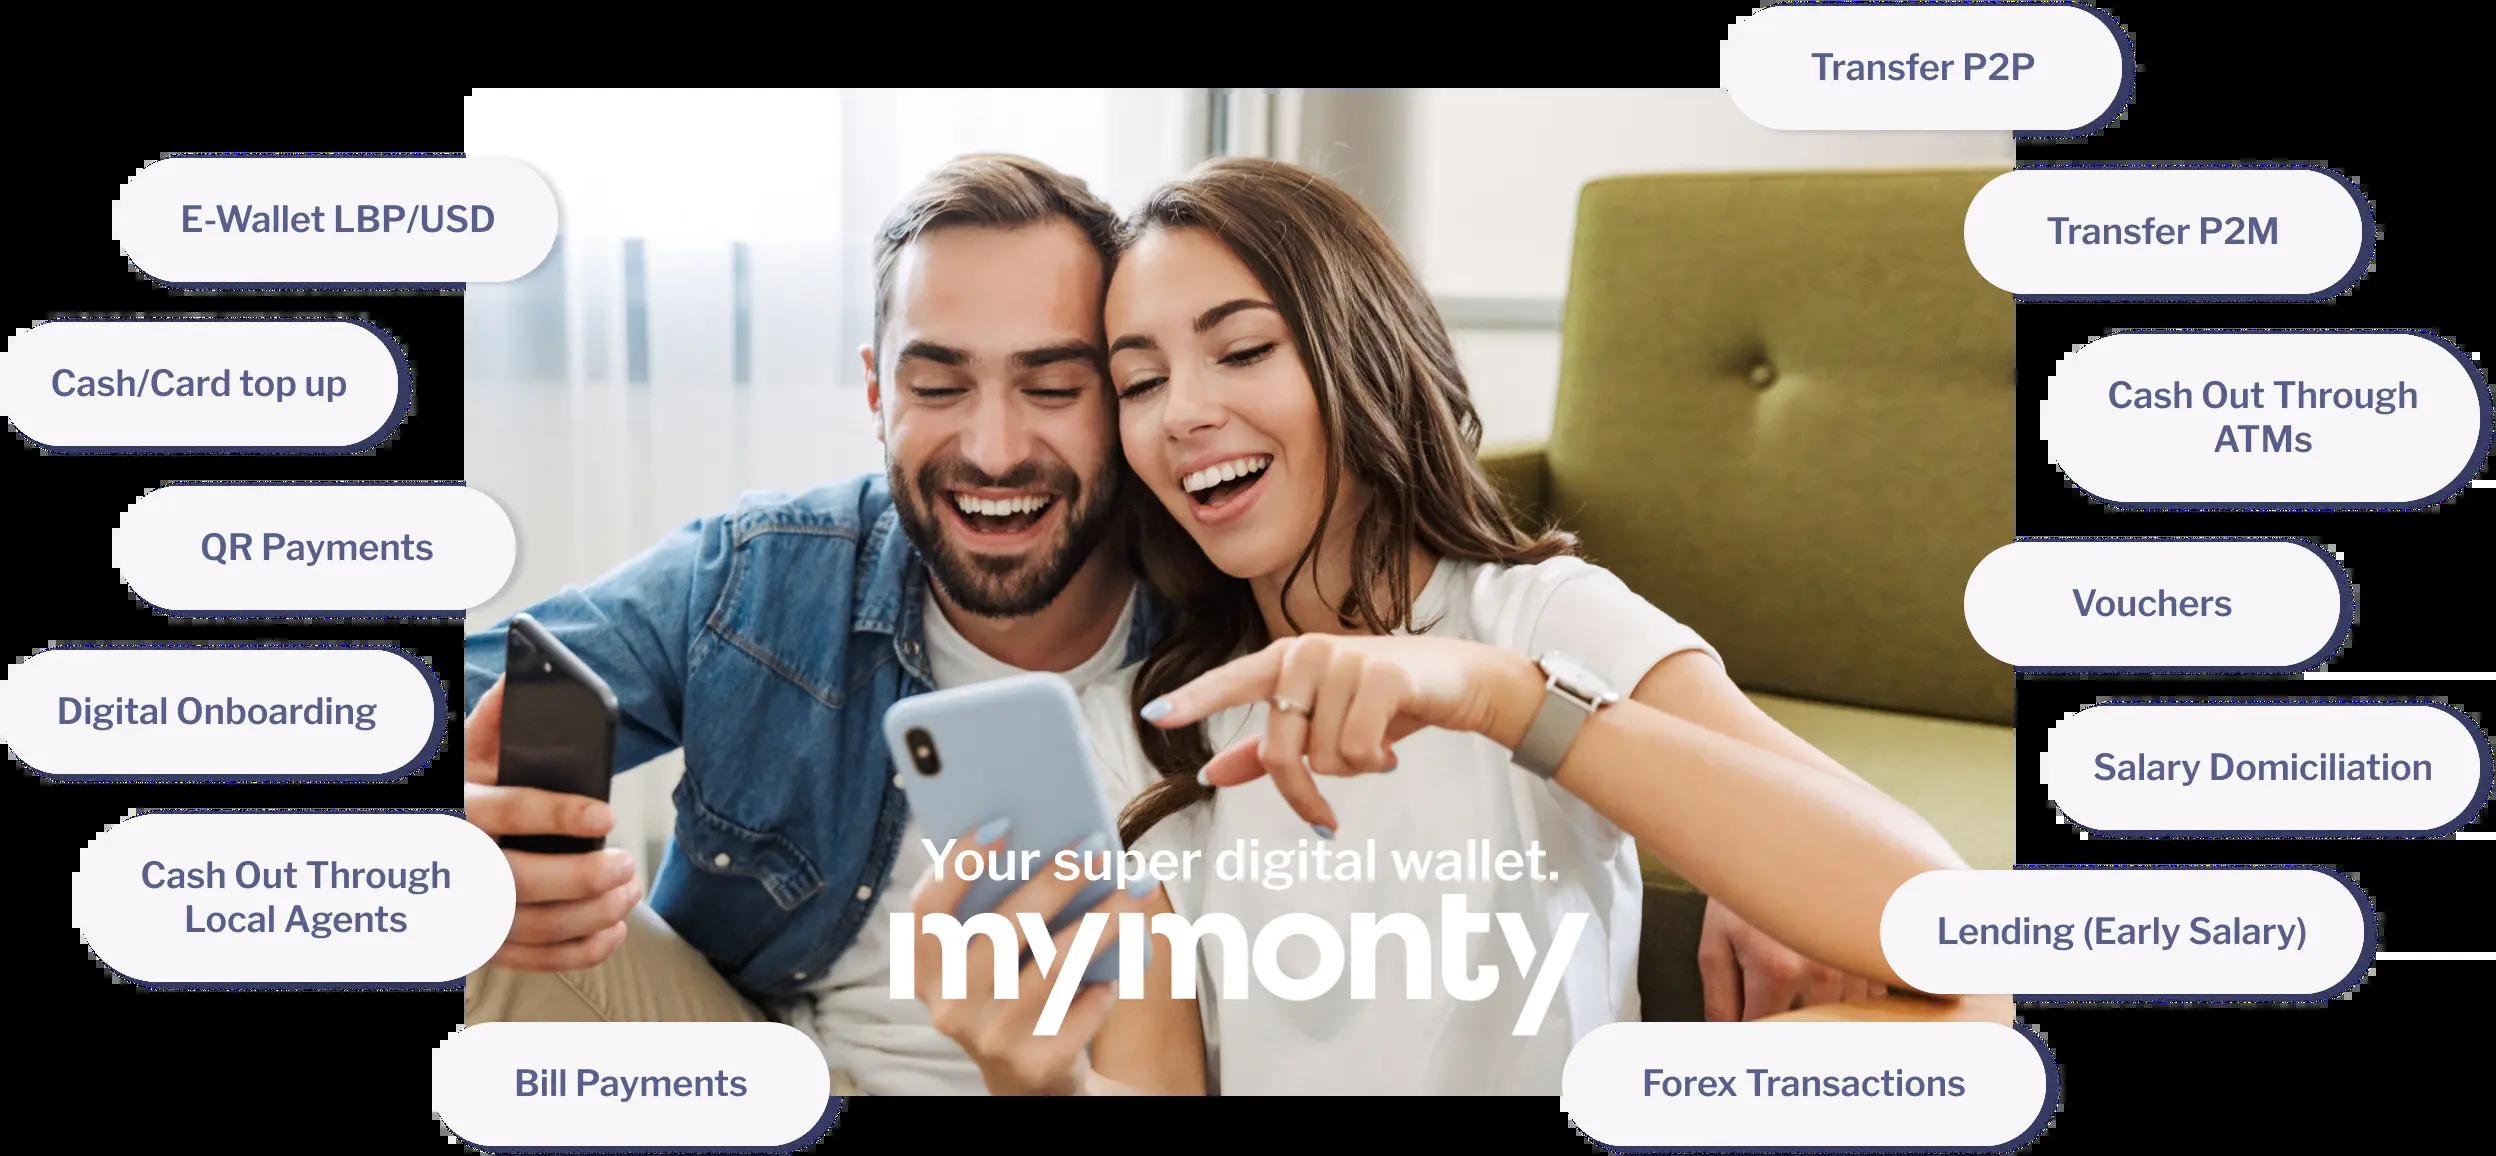 Transfer P2P
E-Wallet LBP/USD
Transfer P2M
Cash/Card top up
Cash Out Through
ATMs
QR Payments
Vouchers
Digital Onboarding
Salary Domiciliation
Cash Out Through
Local Agents
Your super digital wallet.
mymonty
Lending (Early Salary)
Bill Payments
Forex Transactions